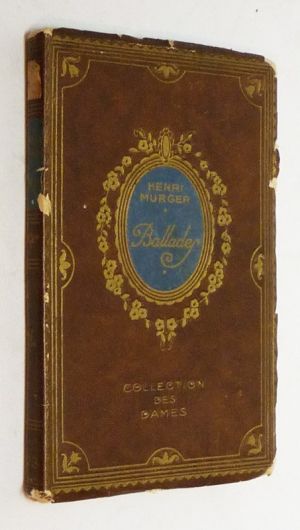 HENRI
MURGER
Ballades
COLLECTION
DES
DAMES